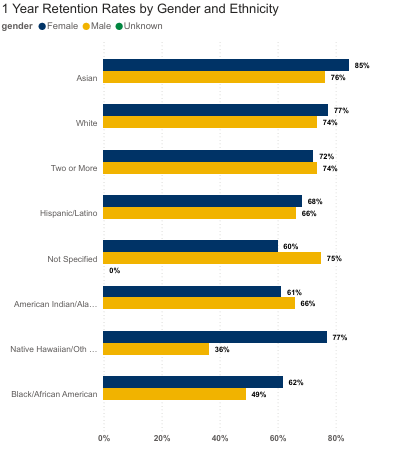 1 Year Retention Rates by Gender and Ethnicity
gender Female Male Unknown
Asian 85% 76%
White 77% 74%
Two or More 72% 74%
Hispanic/Latino 68% 66%
Not Specified 60% 75% 0%
American Indian/Ala... 61% 66%
Native Hawaiian/Oth ... 77% 36%
Black/African American 62% 49%
0% 20% 40% 60% 80%